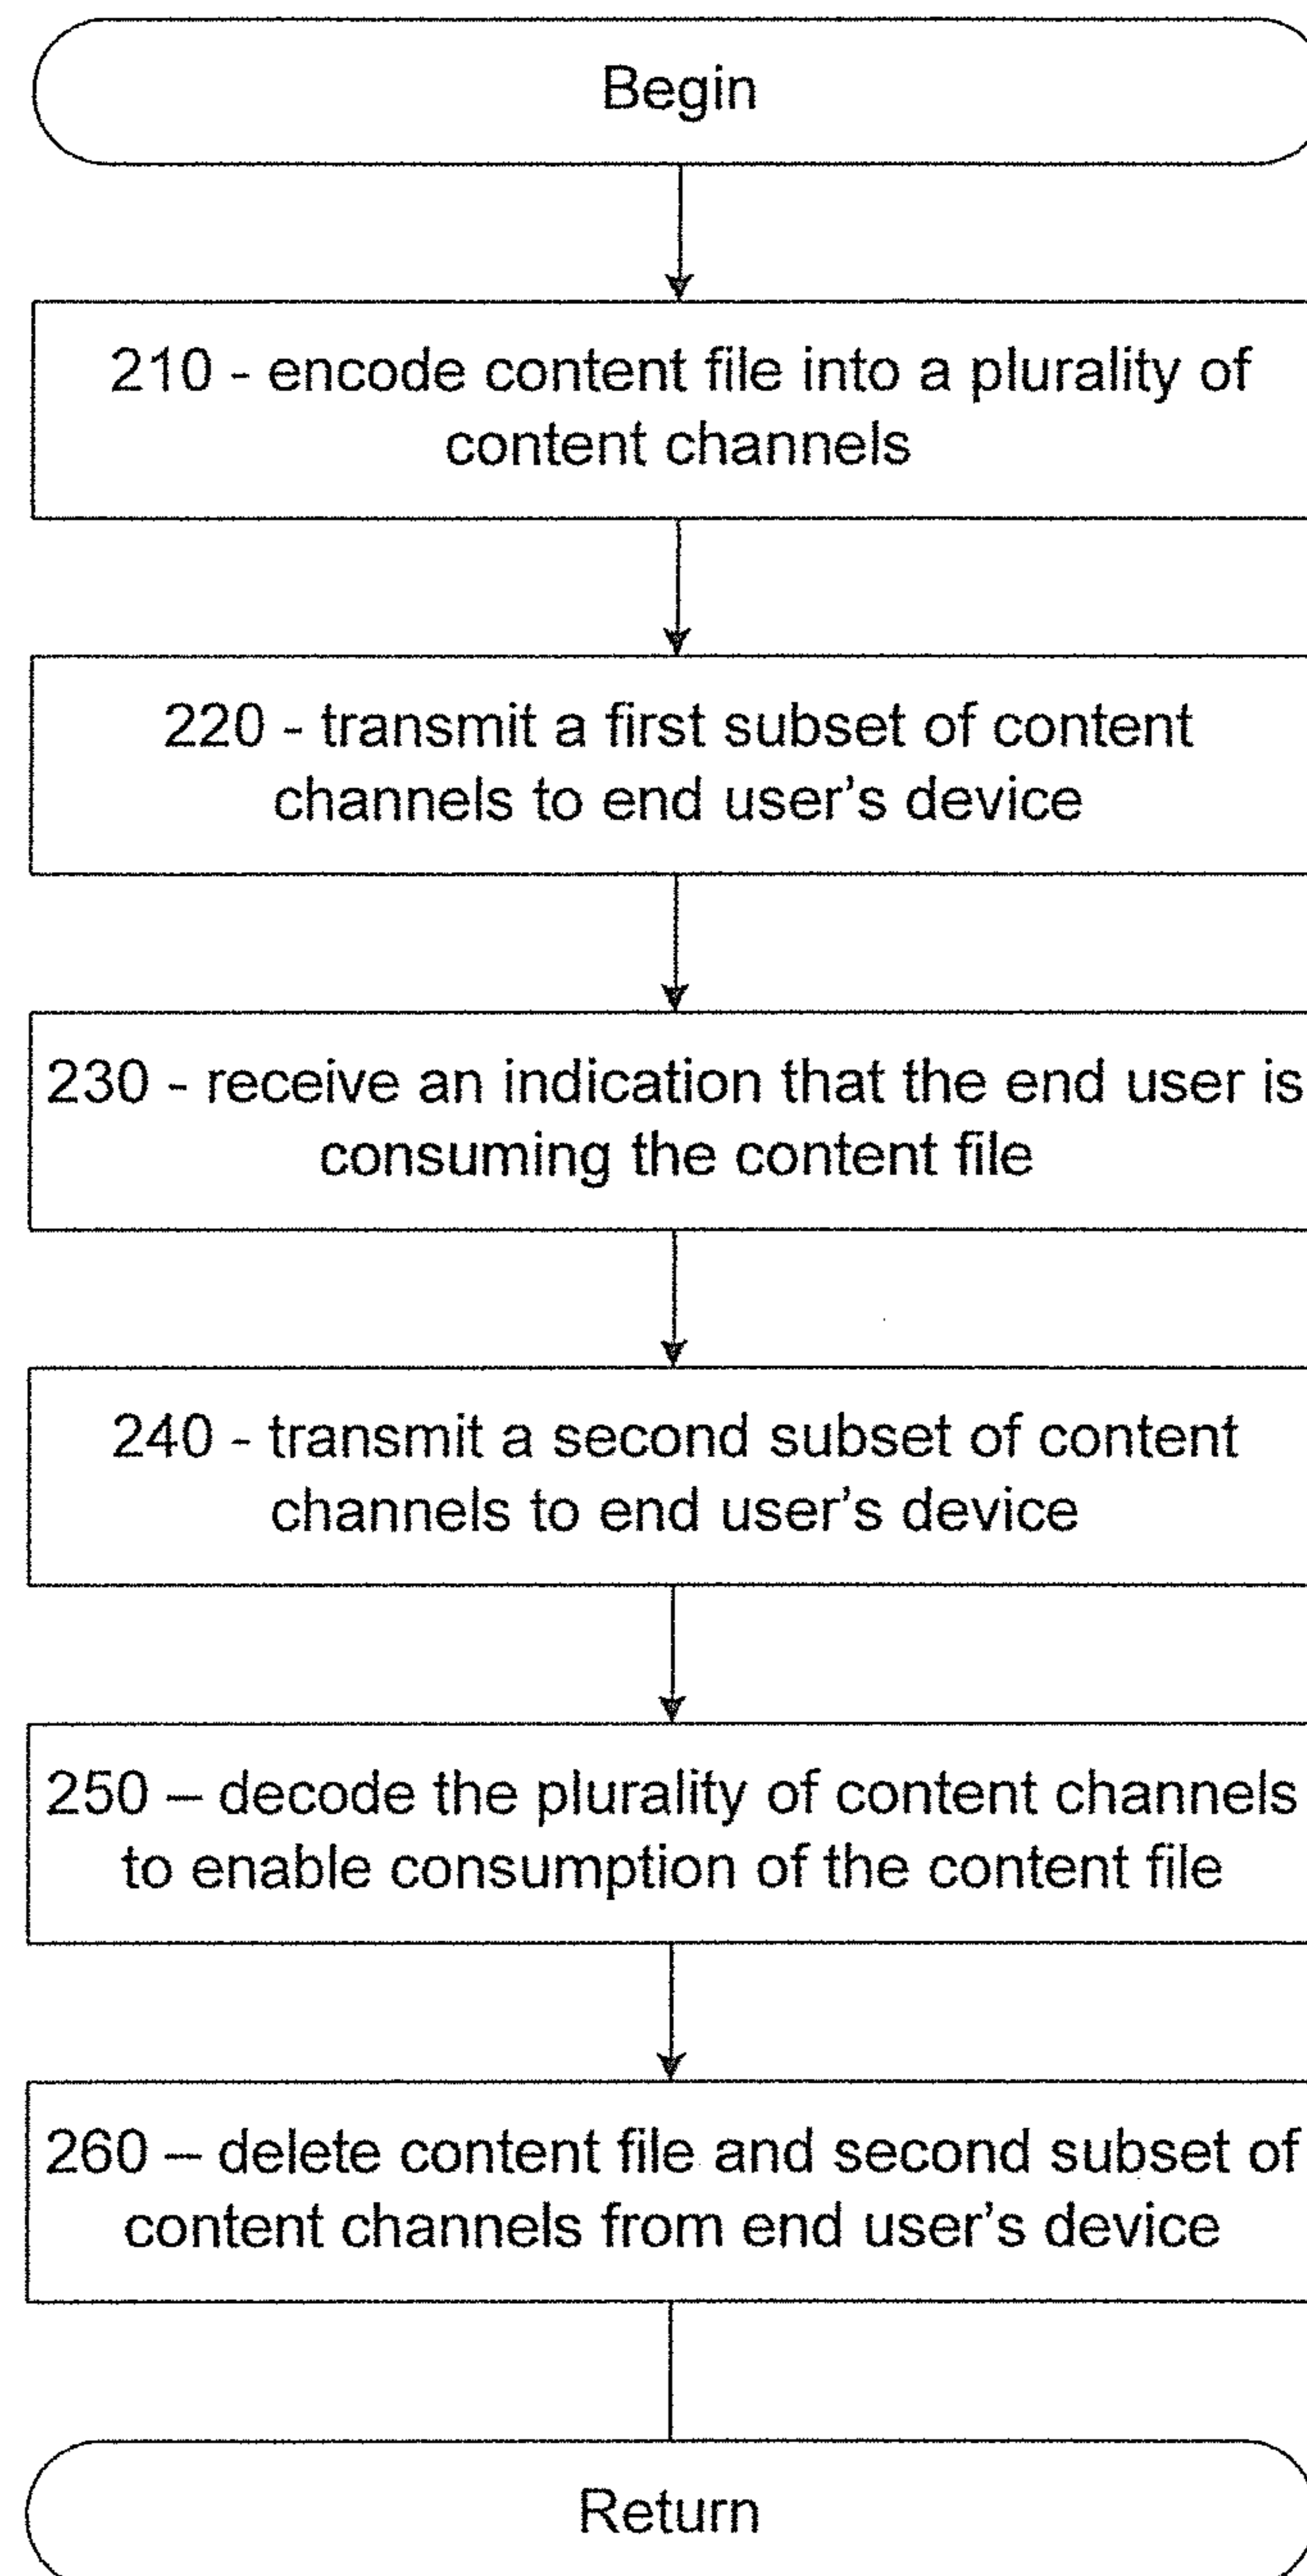 Begin
210 - encode content file into a plurality of
content channels
220 - transmit a first subset of content
channels to end user’s device
230 - receive an indication that the end user is
consuming the content file
240 - transmit a second subset of content
channels to end user’s device
250 – decode the plurality of content channels
to enable consumption of the content file
260 – delete content file and second subset of
content channels from end user’s device
Return